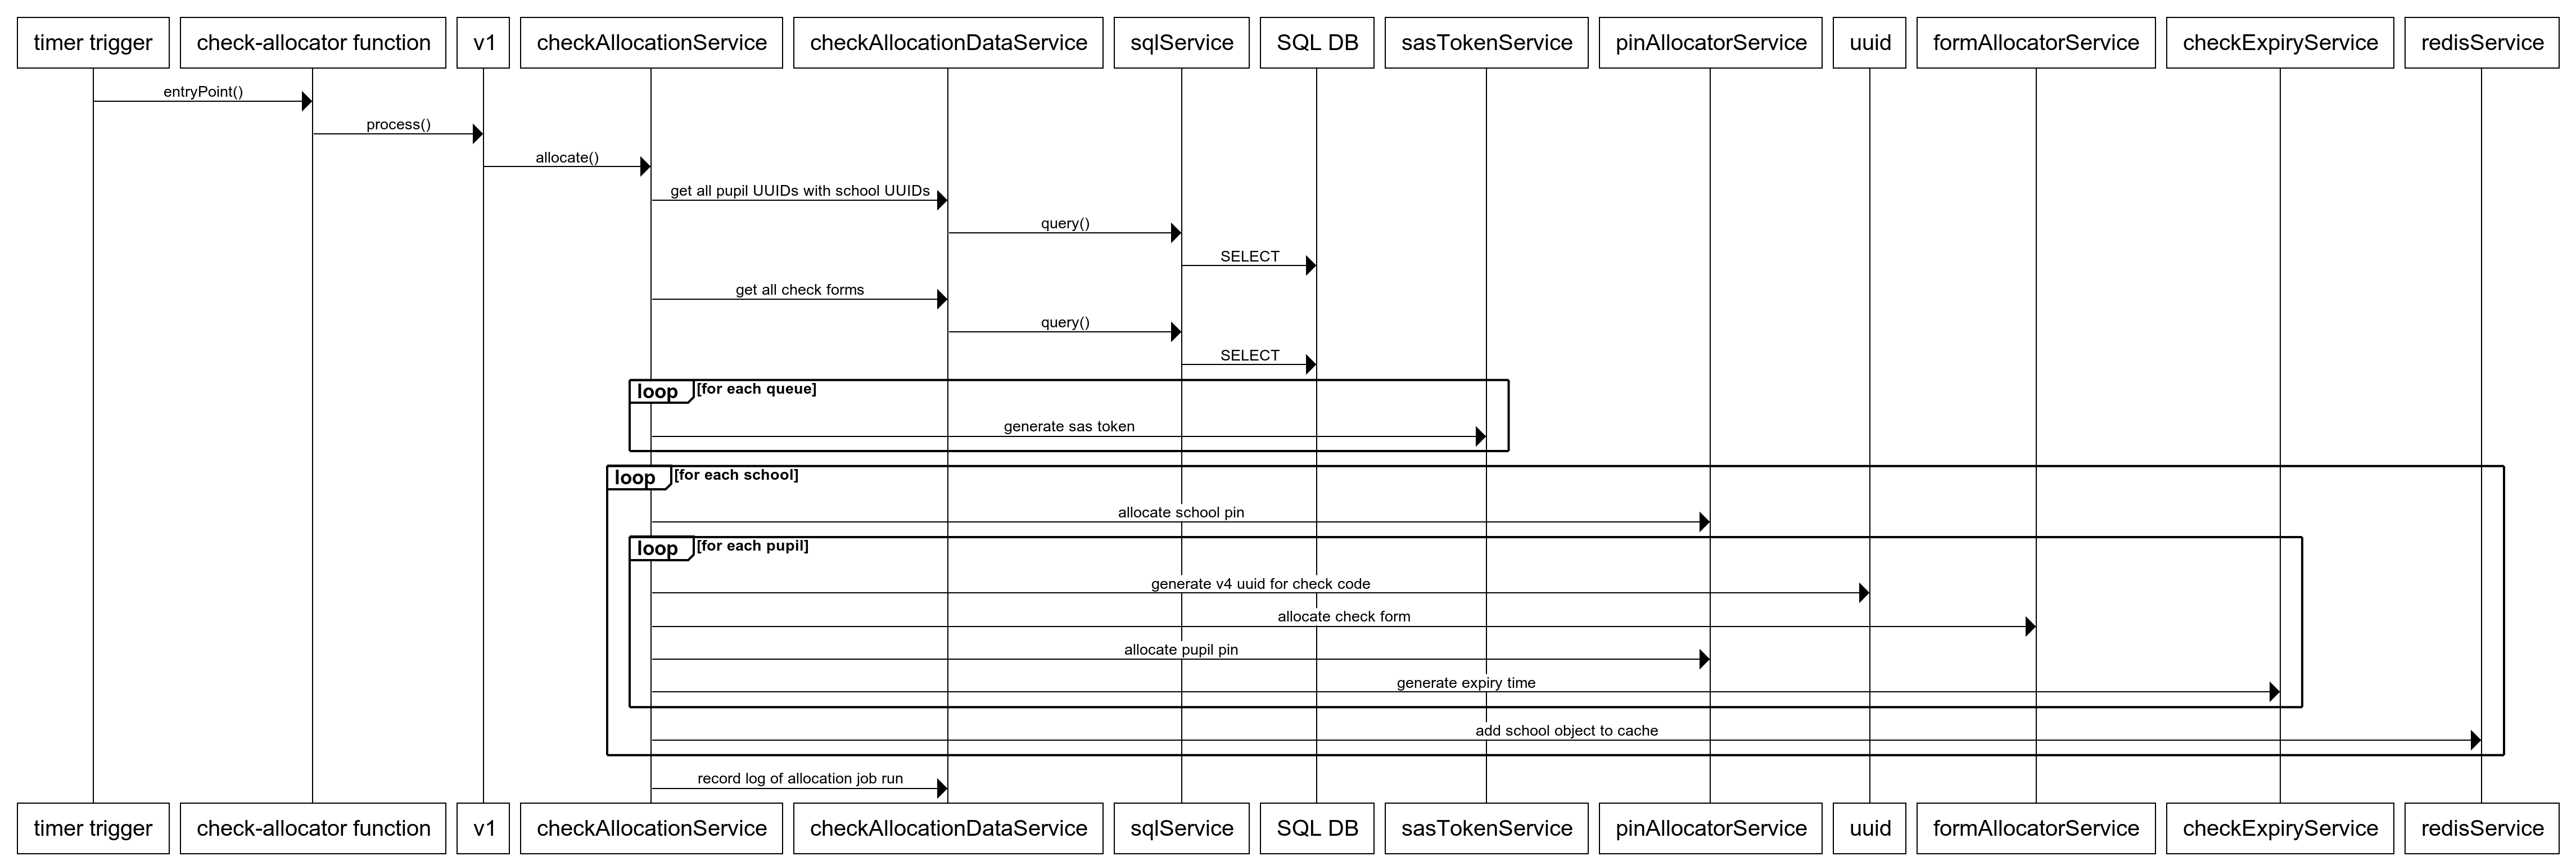 timer trigger
check-allocator function
v1
checkAllocationService
checkAllocationDataService
sqlService
SQL DB
sasTokenService
pinAllocatorService
uuid
formAllocatorService
checkExpiryService
redisService
entryPoint()
process()
allocate()
get all pupil UUIDs with school UUIDs
query()
SELECT
get all check forms
query()
SELECT
loop [for each queue]
generate sas token
loop [for each school]
allocate school pin
loop [for each pupil]
generate v4 uuid for check code
allocate check form
allocate pupil pin
generate expiry time
add school object to cache
record log of allocation job run
timer trigger
check-allocator function
v1
checkAllocationService
checkAllocationDataService
sqlService
SQL DB
sasTokenService
pinAllocatorService
uuid
formAllocatorService
checkExpiryService
redisService